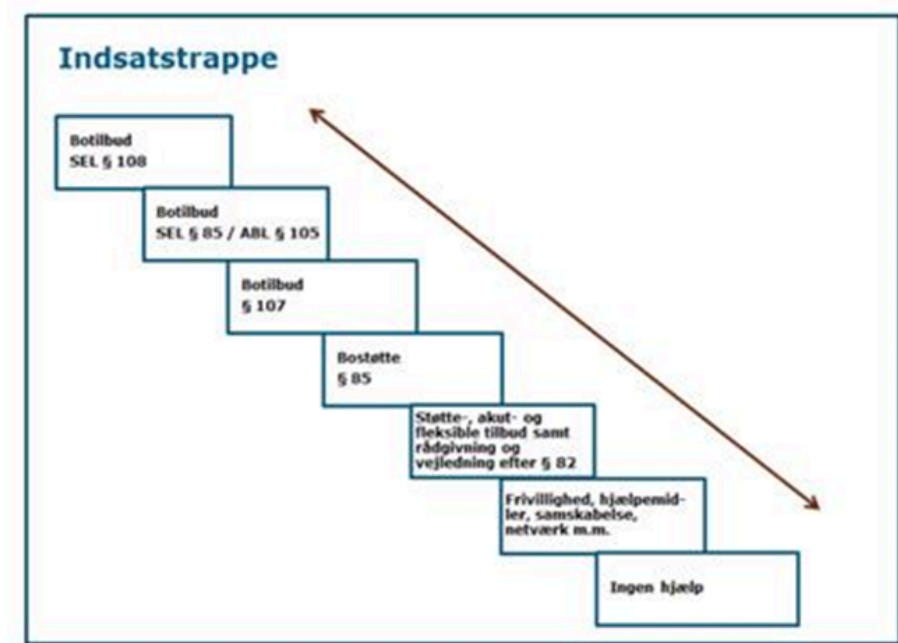 Indsatstrappe
Botilbud
SEL § 108
Botilbud
SEL § 85 / ABL § 105
Botilbud
§ 107
Bostøtte
§ 85
Støtte-, akut- og
fleksible tilbud samt
rådgivning og
vejledning efter § 82
Frivillighed, hjælpemid-
ler, samskabelse,
netværk m.m.
Ingen hjælp